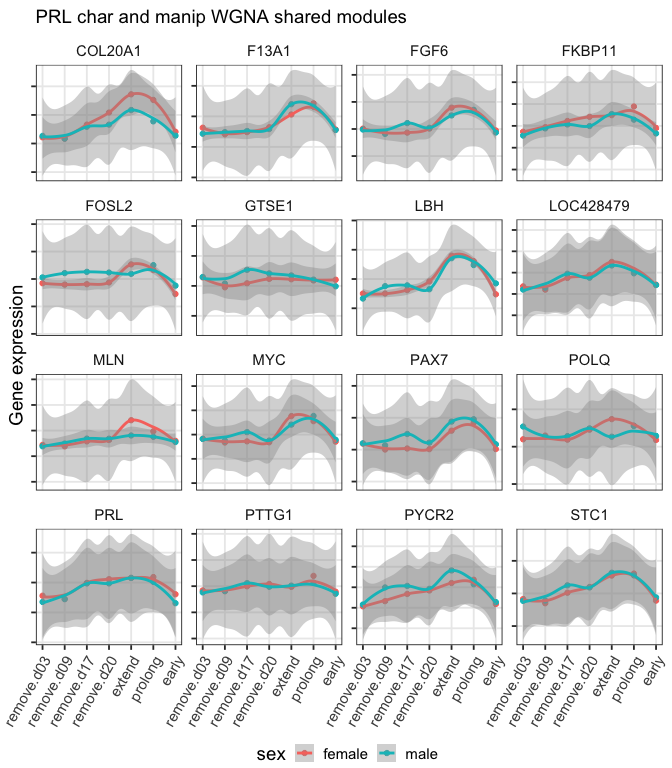 PRL char and manip WGNA shared modules
COL20A1 F13A1 FGF6 FKBP11
FOSL2 GTSE1 LBH LOC428479
MLN MYC PAX7 POLQ
PRL PTTG1 PYCR2 STC1
Gene expression
remove.d03 remove.d09 remove.d17 remove.d20 extend prolong early
remove.d03 remove.d09 remove.d17 remove.d20 extend prolong early
remove.d03 remove.d09 remove.d17 remove.d20 extend prolong early
remove.d03 remove.d09 remove.d17 remove.d20 extend prolong early
sex female male